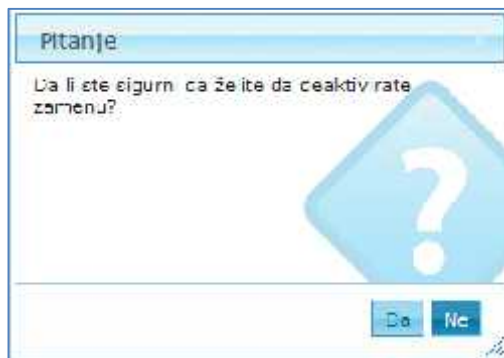 Pitanje
Da li ste sigurni da želite da deaktivirate
zamenu?
Da
Ne